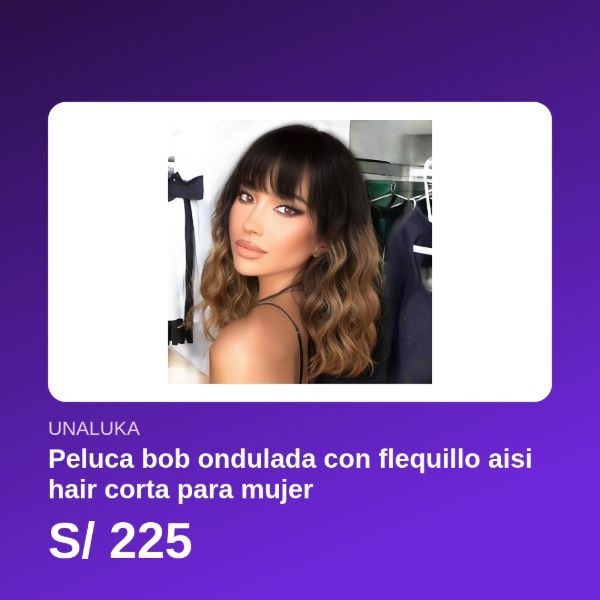 UNALUKA
Peluca bob ondulada con flequillo aisi
hair corta para mujer
S/ 225